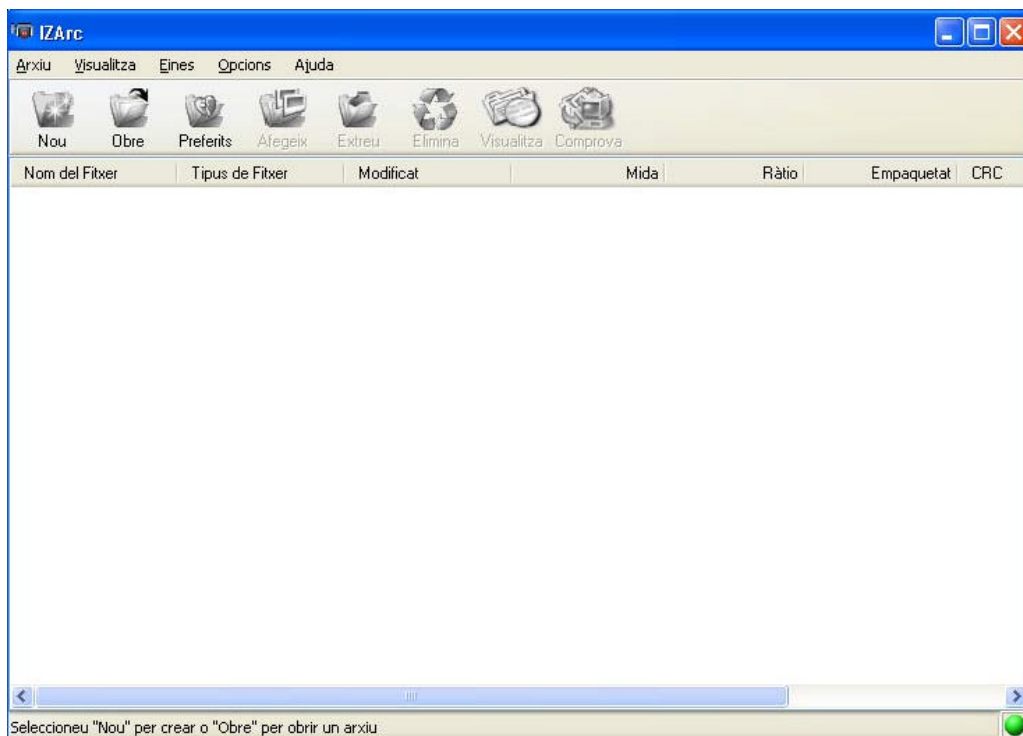 IZArc
Arxiu Visualitza Eines Opcions Ajuda
Nou Obre Preferits Afegeix Extreu Elimina Visualitza Comprova
Nom del Fitxer Tipus de Fitxer Modificat Mida Ràtio Empaquetat CRC
Seleccioneu "Nou" per crear o "Obre" per obrir un arxiu